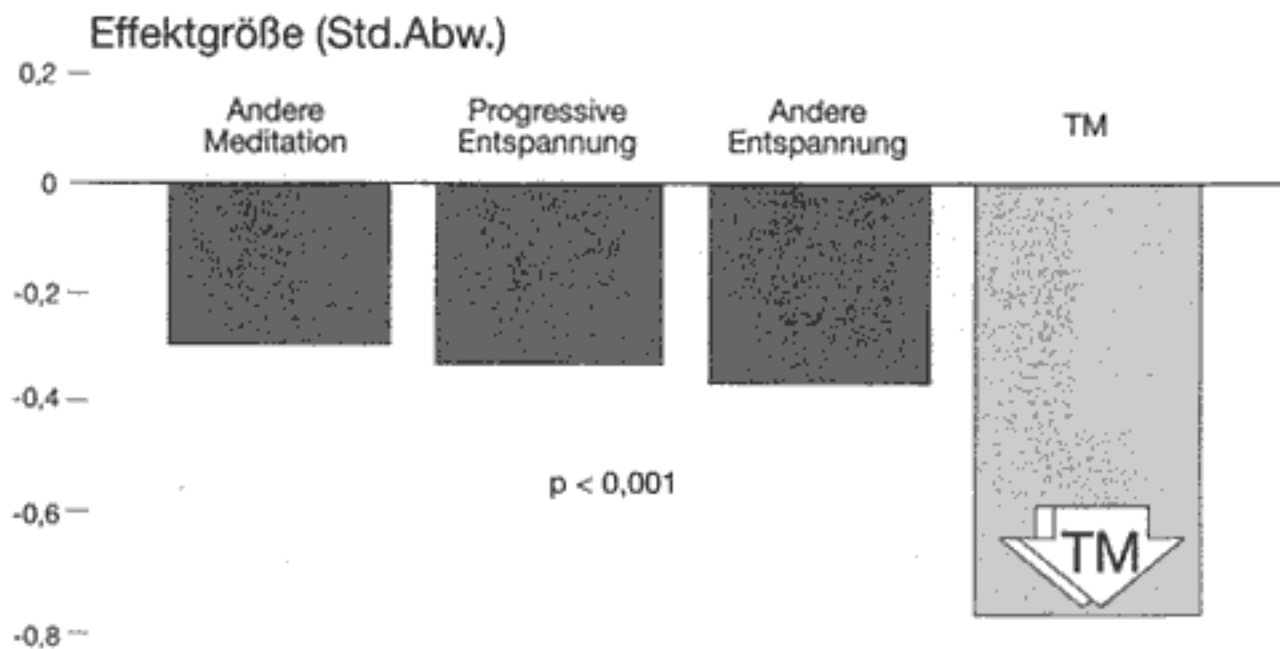 Effektgröße (Std.Abw.)
0,2
Andere
Meditation
Progressive
Entspannung
Andere
Entspannung
TM
0
-0,2
-0,4
p < 0,001
-0,6
TM
-0,8